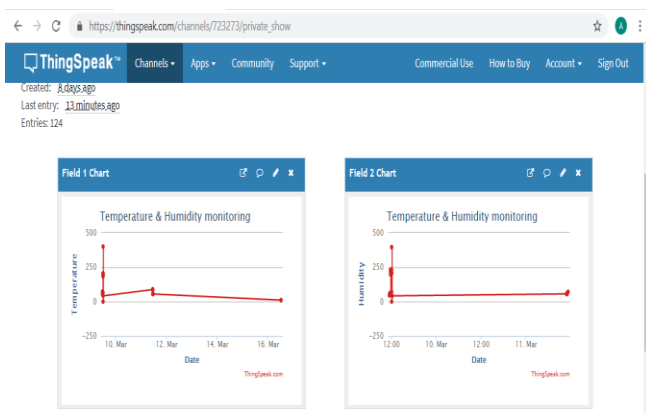 https://thingspeak.com/channels/723273/private_show
A
ThingSpeak™ Channels Apps Community Support Commercial Use How to Buy Account Sign Out
Created: 8 days ago
Last entry: 13 minutes ago
Entries: 124
Field 1 Chart
Temperature & Humidity monitoring
500
250
0
-250
Temperature
10. Mar 12. Mar 14. Mar 16. Mar
Date
ThingSpeak.com
Field 2 Chart
Temperature & Humidity monitoring
500
250
0
-250
Humidity
12:00 10. Mar 12:00 11. Mar
Date
ThingSpeak.com